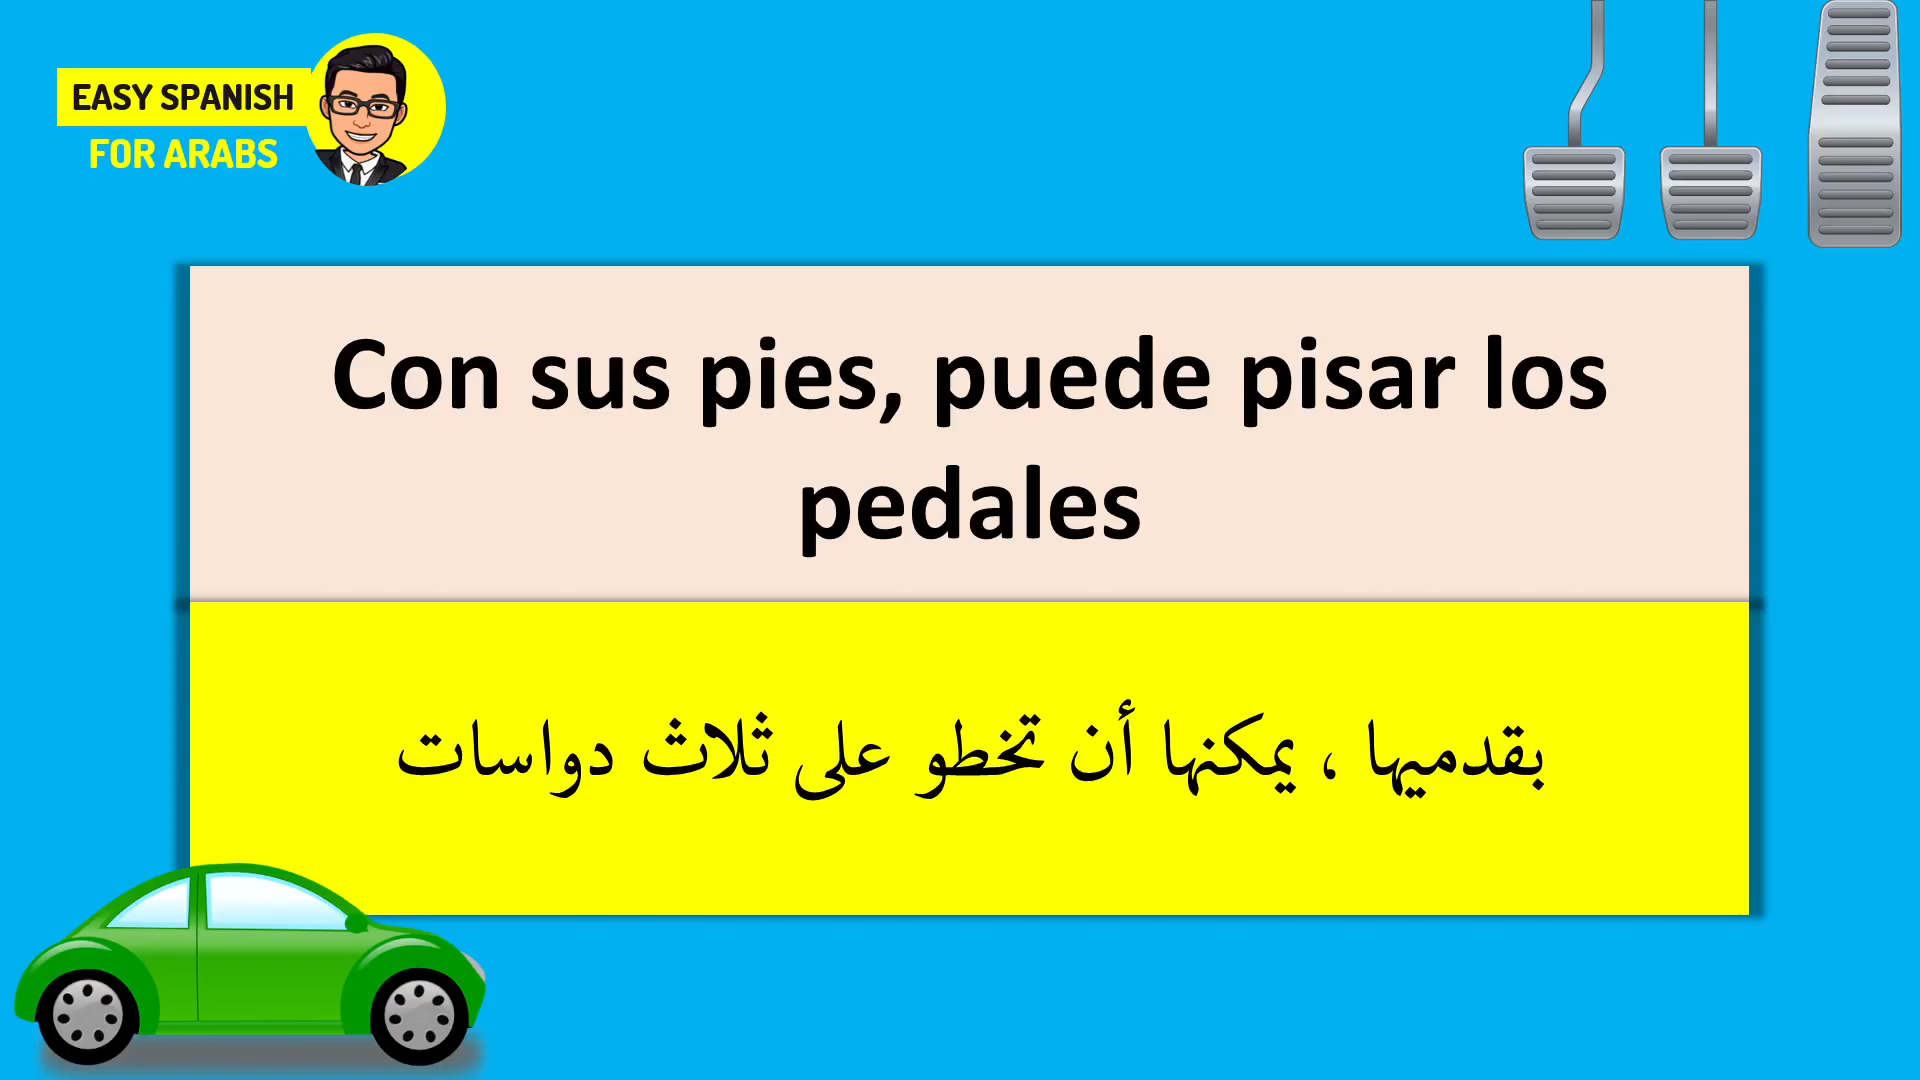 EASY SPANISH
FOR ARABS
Con sus pies, puede pisar los
pedales
بقدميها ، يمكنها أن تخطو على ثلاث دواسات